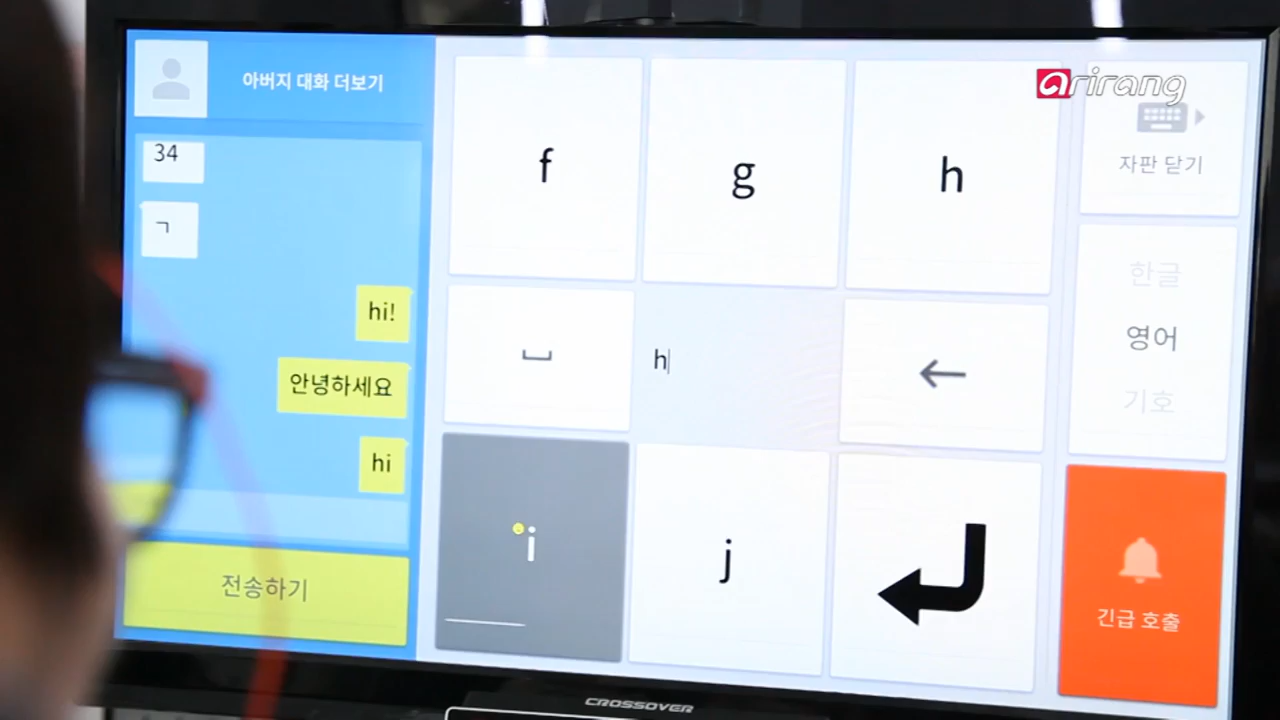 arirang
아버지 대화 더보기
34
ㄱ
hi!
안녕하세요
hi
전송하기
f
g
h
h
i
j
자판 닫기
한글
영어
기호
긴급 호출
CROSSOVER